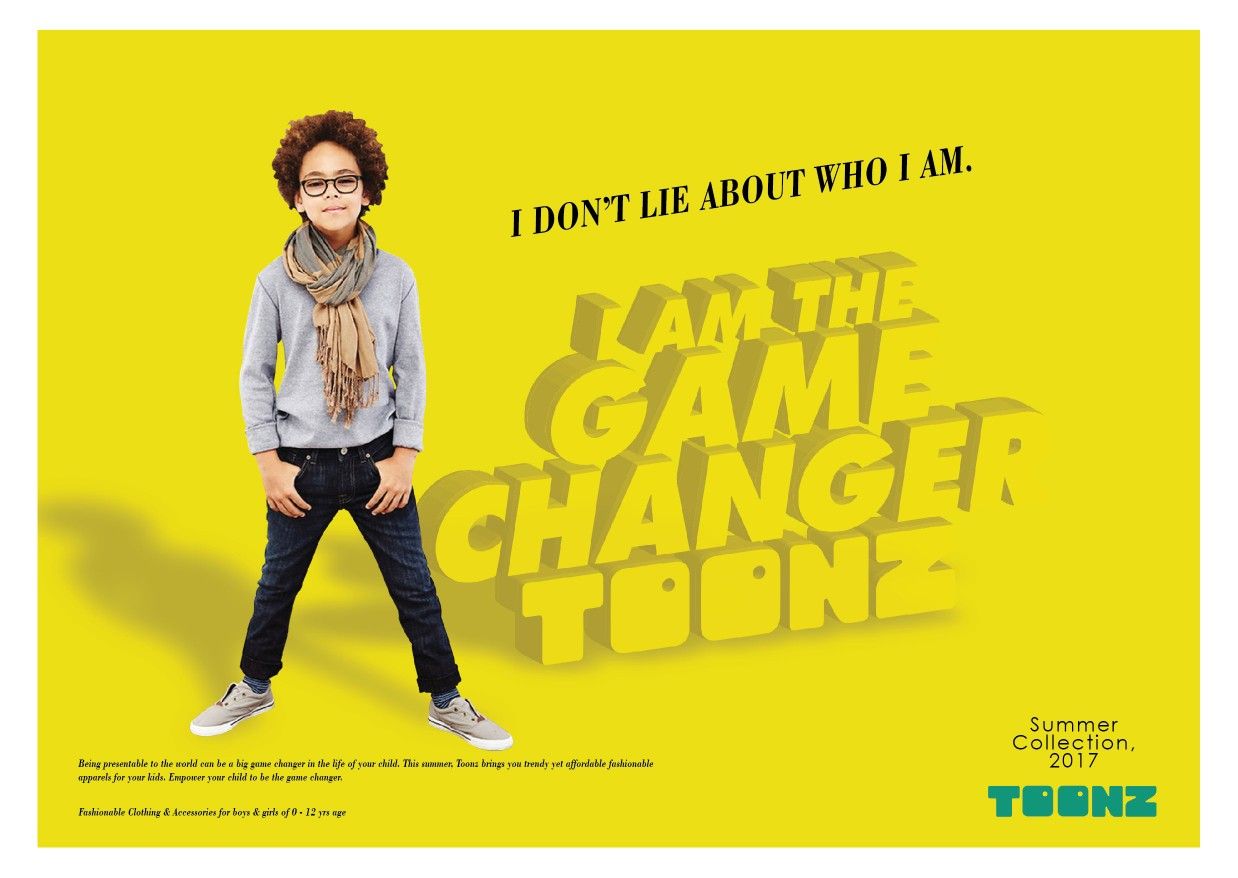 I DON'T LIE ABOUT WHO I AM.
I AM THE
GAME
CHANGER
TOONZ
Being presentable to the world can be a big game changer in the life of your child. This summer, Toonz brings you trendy yet affordable fashionable
apparels for your kids. Empower your child to be the game changer.
Fashionable Clothing & Accessories for boys & girls of 0 - 12 yrs age
Summer
Collection,
2017
TOONZ